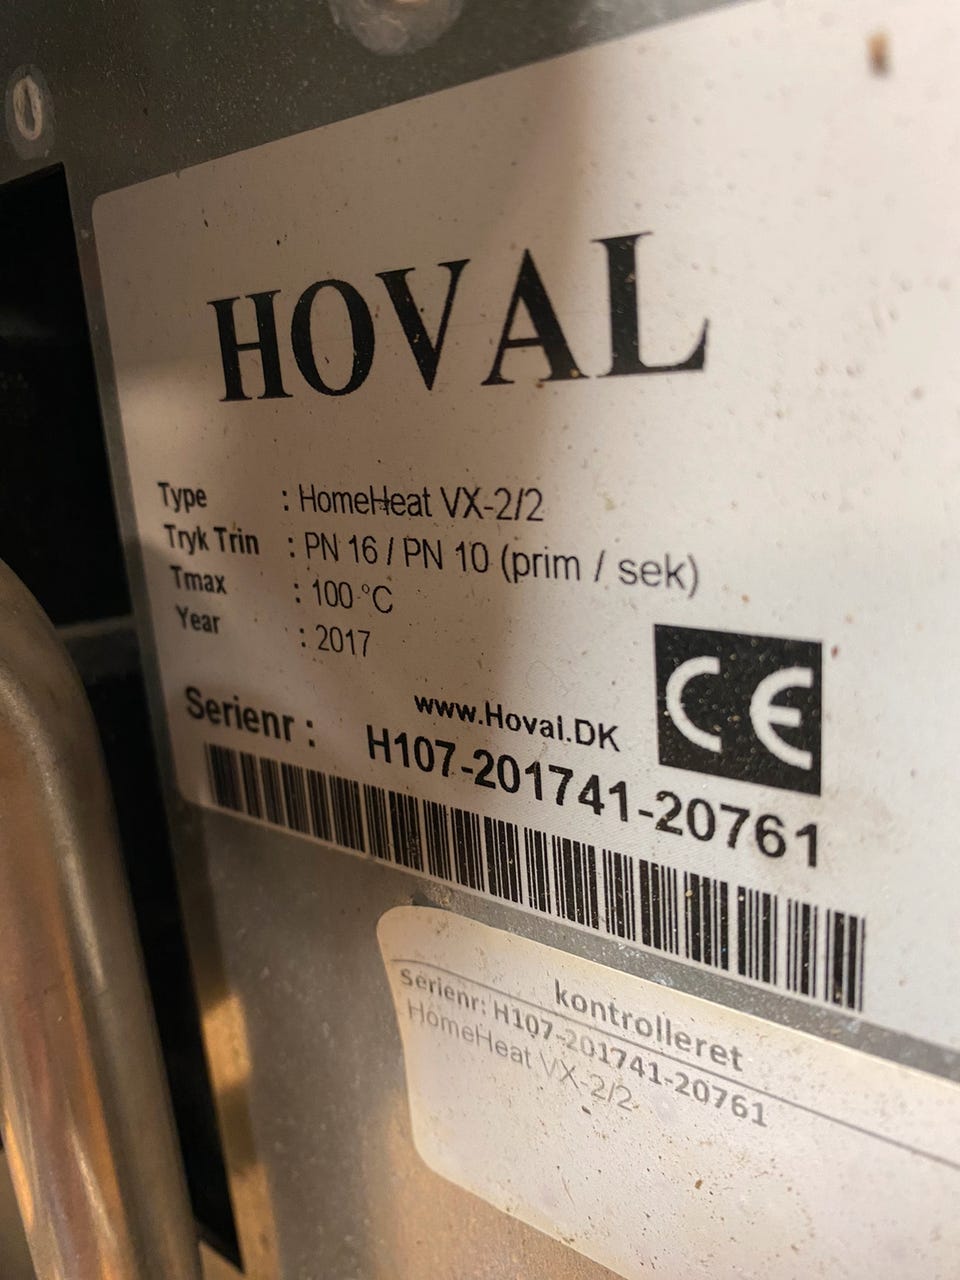 HOVAL
Type : HomeHeat VX-2/2
Tryk Trin : PN 16 / PN 10 (prim / sek)
Tmax : 100 °C
Year : 2017
CE
www.Hoval.DK
Serienr : H107-201741-20761
kontrolleret
Serienr: H107-201741-20761
HomeHeat VX-2/2